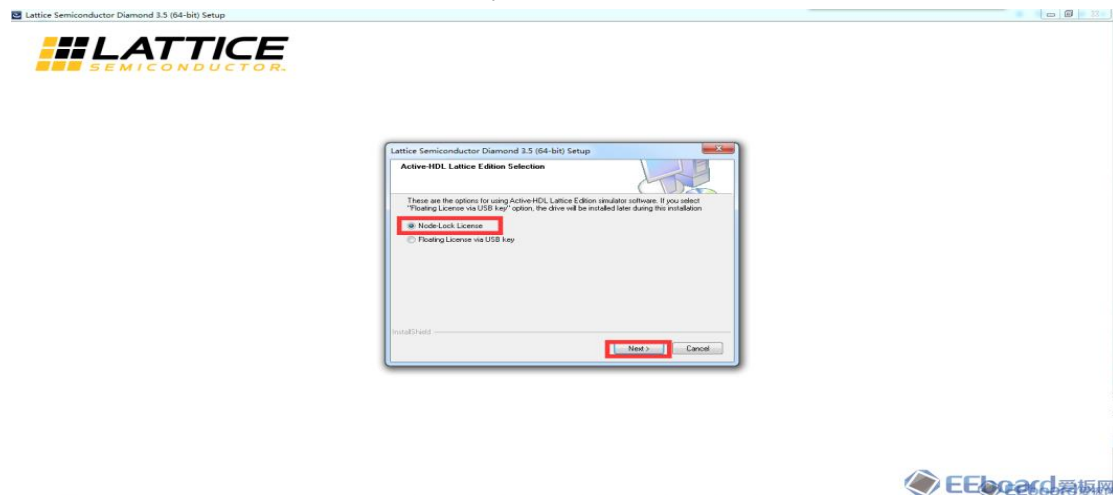 Lattice Semiconductor Diamond 3.5 (64-bit) Setup
LATTICE
SEMICONDUCTOR.
Lattice Semiconductor Diamond 3.5 (64-bit) Setup
Active-HDL Lattice Edition Selection
These are the options for using Active-HDL Lattice Edition simulator software. If you select
"Floating License via USB key" option, the drive will be installed later during this installation
Node-Lock License
Floating License via USB key
InstallShield
Next >
Cancel
EEboard爱板网